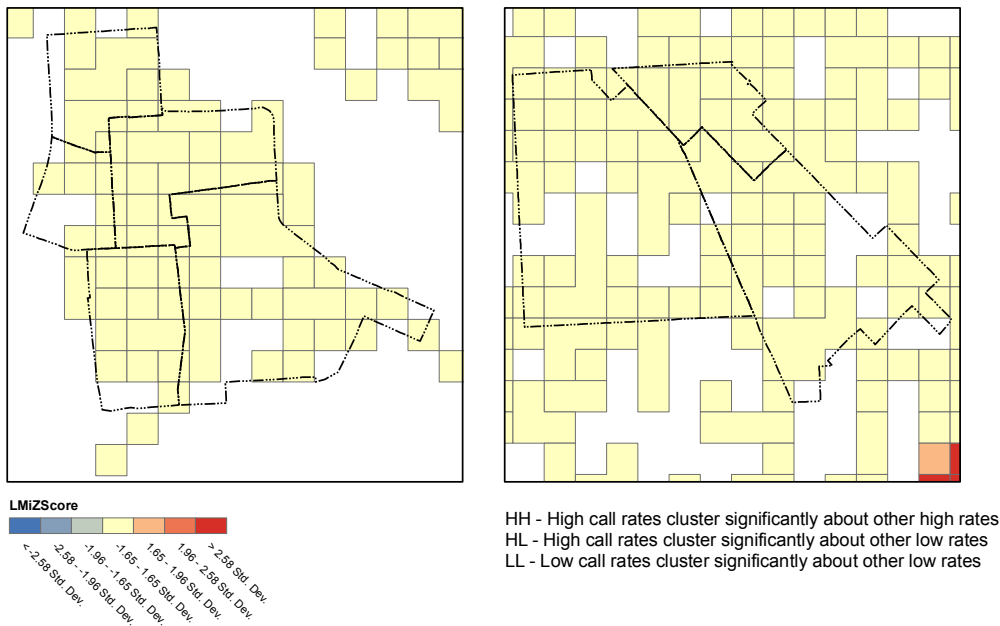 LMiZScore
< -2.58 Std. Dev.
-2.58 - -1.96 Std. Dev.
-1.96 - -1.65 Std. Dev.
-1.65 - 1.65 Std. Dev.
1.65 - 1.96 Std. Dev.
1.96 - 2.58 Std. Dev.
> 2.58 Std. Dev.
HH - High call rates cluster significantly about other high rates
HL - High call rates cluster significantly about other low rates
LL - Low call rates cluster significantly about other low rates